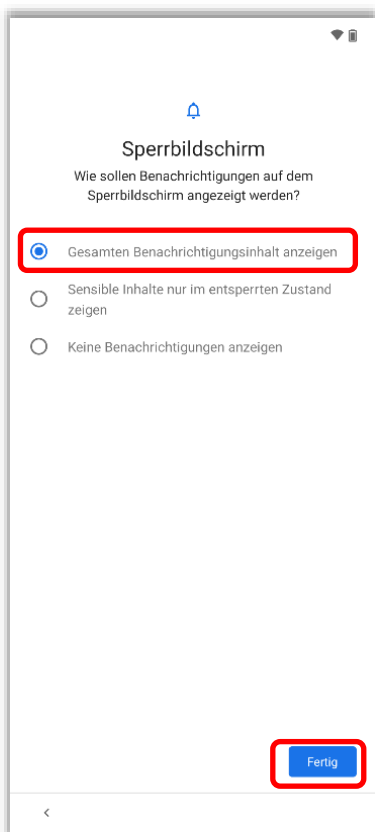 Sperrbildschirm
Wie sollen Benachrichtigungen auf dem
Sperrbildschirm angezeigt werden?
Gesamten Benachrichtigungsinhalt anzeigen
Sensible Inhalte nur im entsperrten Zustand
zeigen
Keine Benachrichtigungen anzeigen
Fertig